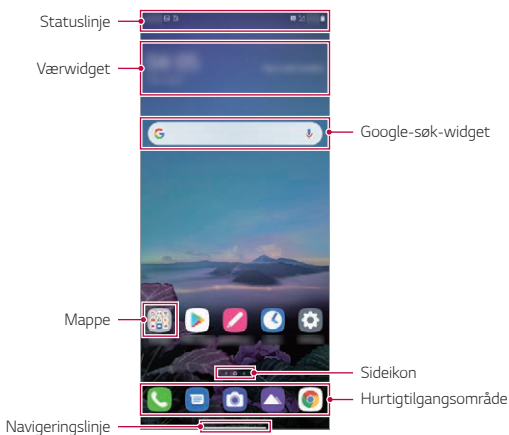 Statuslinje
Værwidget
Google-søk-widget
Mappe
Sideikon
Hurtigtilgangsområde
Navigeringslinje